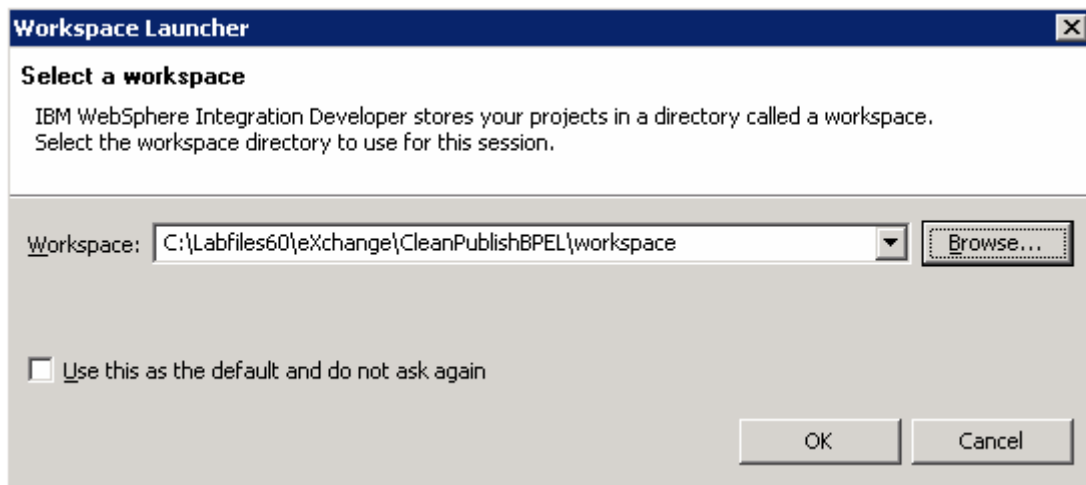 Workspace Launcher
Select a workspace
IBM WebSphere Integration Developer stores your projects in a directory called a workspace.
Select the workspace directory to use for this session.
Workspace: C:\Labfiles60\eXchange\CleanPublishBPEL\workspace Browse...
Use this as the default and do not ask again
OK Cancel